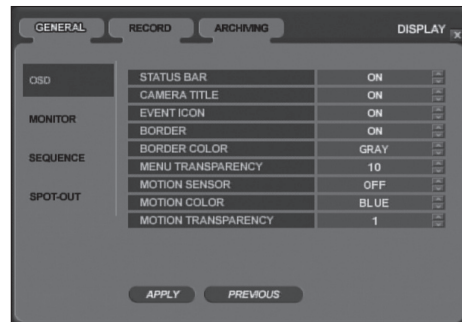 GENERAL RECORD ARCHIVING DISPLAY X
OSD
MONITOR
SEQUENCE
SPOT-OUT
STATUS BAR ON
CAMERA TITLE ON
EVENT ICON ON
BORDER ON
BORDER COLOR GRAY
MENU TRANSPARENCY 10
MOTION SENSOR OFF
MOTION COLOR BLUE
MOTION TRANSPARENCY 1
APPLY PREVIOUS